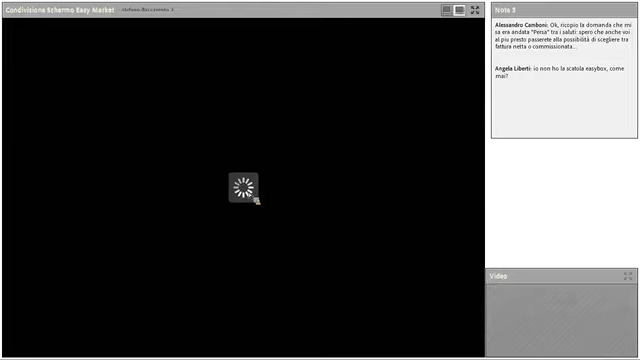 Condivisione Schermo Easy Market
Nota 3
Alessandro Camboni: Ok, ricopio la domanda che mi
sa era andata "Persa" tra i saluti: spero che anche voi
al piu presto passerete alla possibilità di scegliere tra
fattura netta o commissionata...
Angela Liberti: io non ho la scatola easybox, come
mai?
Video